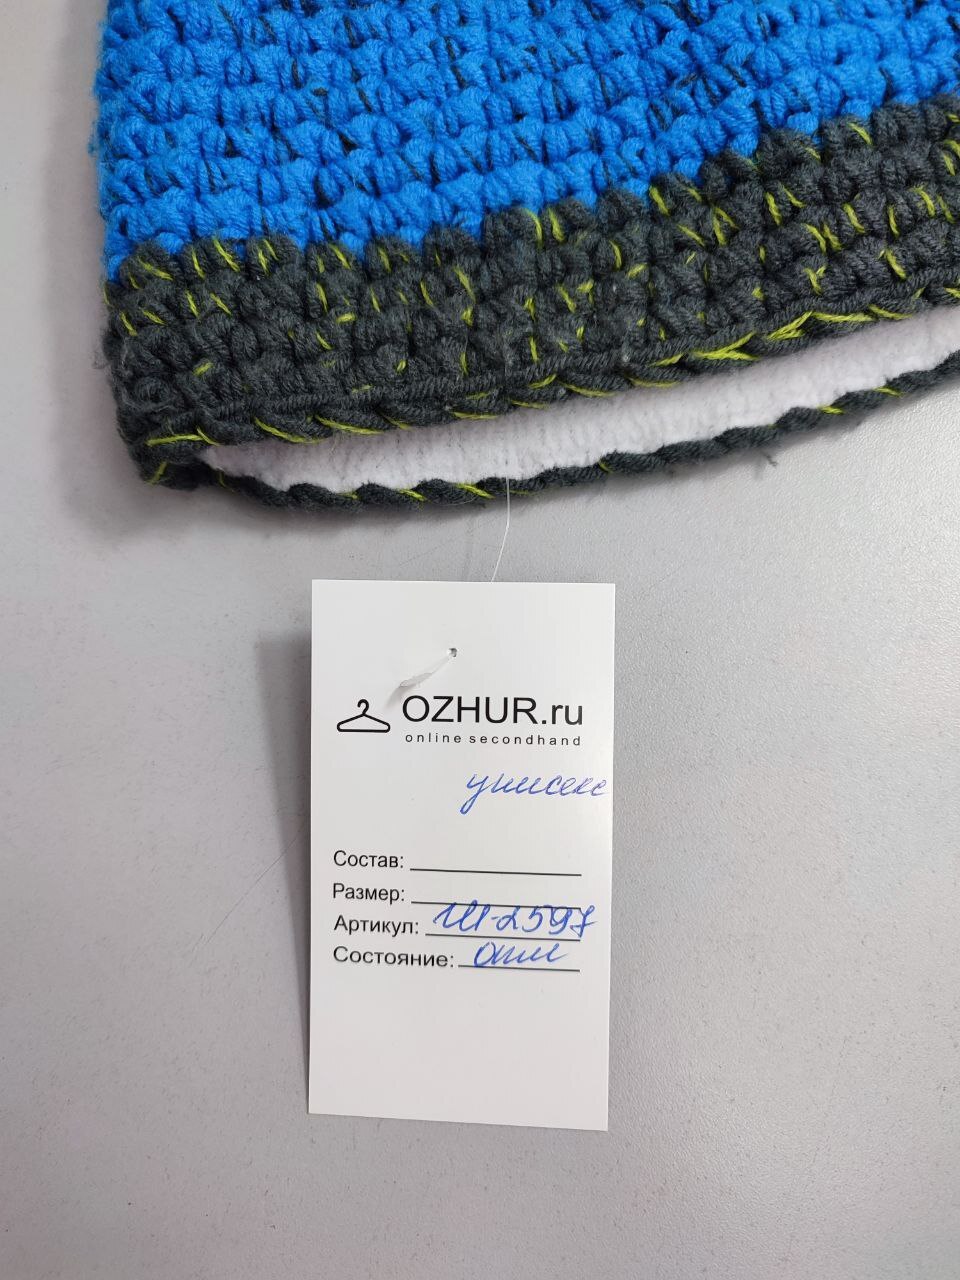 OZHUR.ru
online secondhand
унисекс
Состав:
Размер:
Артикул: Ш-2597
Состояние: отл